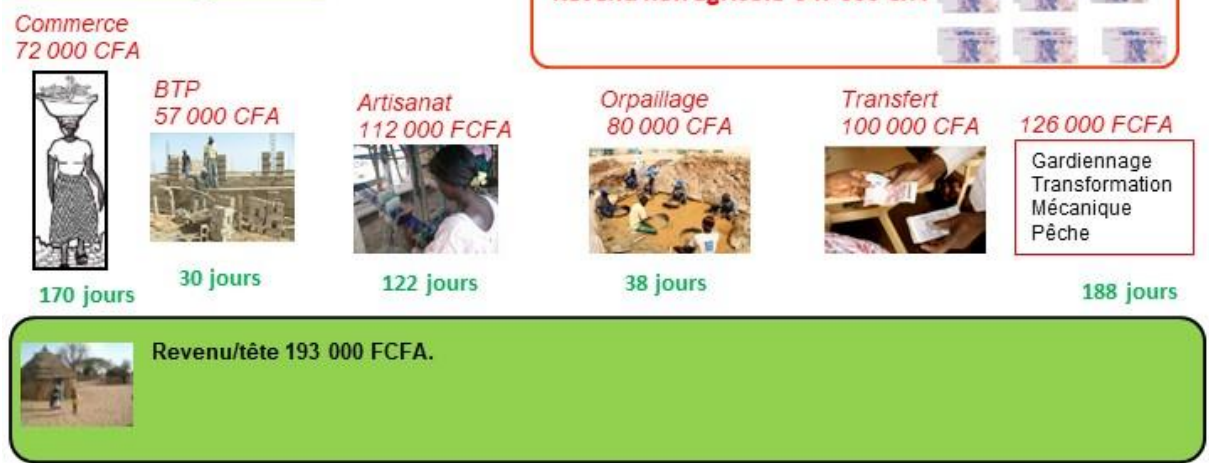 Commerce
72 000 CFA
BTP
57 000 CFA
Artisanat
112 000 FCFA
Orpaillage
80 000 CFA
Transfert
100 000 CFA
126 000 FCFA
Gardiennage
Transformation
Mécanique
Pêche
170 jours
30 jours
122 jours
38 jours
188 jours
Revenu/tête 193 000 FCFA.